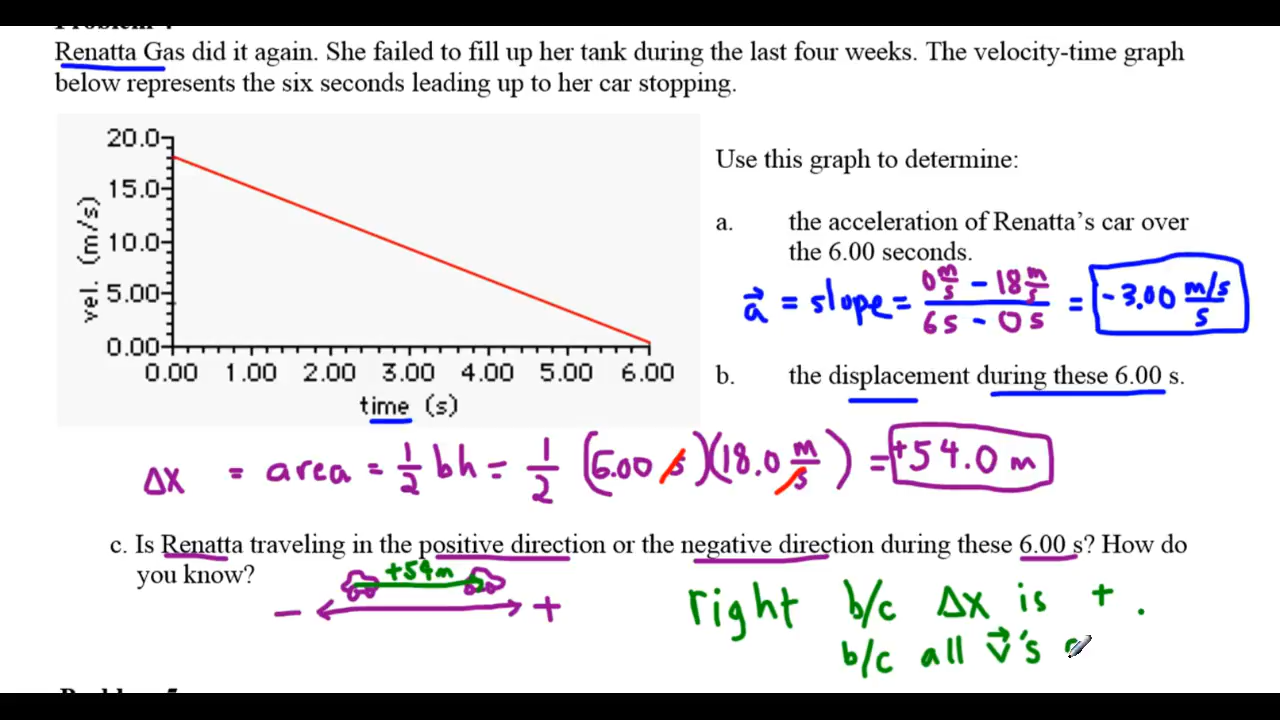 Renatta Gas did it again. She failed to fill up her tank during the last four weeks. The velocity-time graph
below represents the six seconds leading up to her car stopping.
20.0
15.0
10.0
5.00
0.00
vel. (m/s)
0.00 1.00 2.00 3.00 4.00 5.00 6.00
time (s)
Use this graph to determine:
a. the acceleration of Renatta's car over
the 6.00 seconds.
a⃗ = slope = (0 m/s - 18 m/s) / (6 s - 0 s) = -3.00 m/s / s
b. the displacement during these 6.00 s.
Δx = area = 1/2 bh = 1/2 (6.00 s)(18.0 m/s) = +54.0 m
c. Is Renatta traveling in the positive direction or the negative direction during these 6.00 s? How do
you know?
+54m
- +
right b/c Δx is + .
b/c all v⃗'s